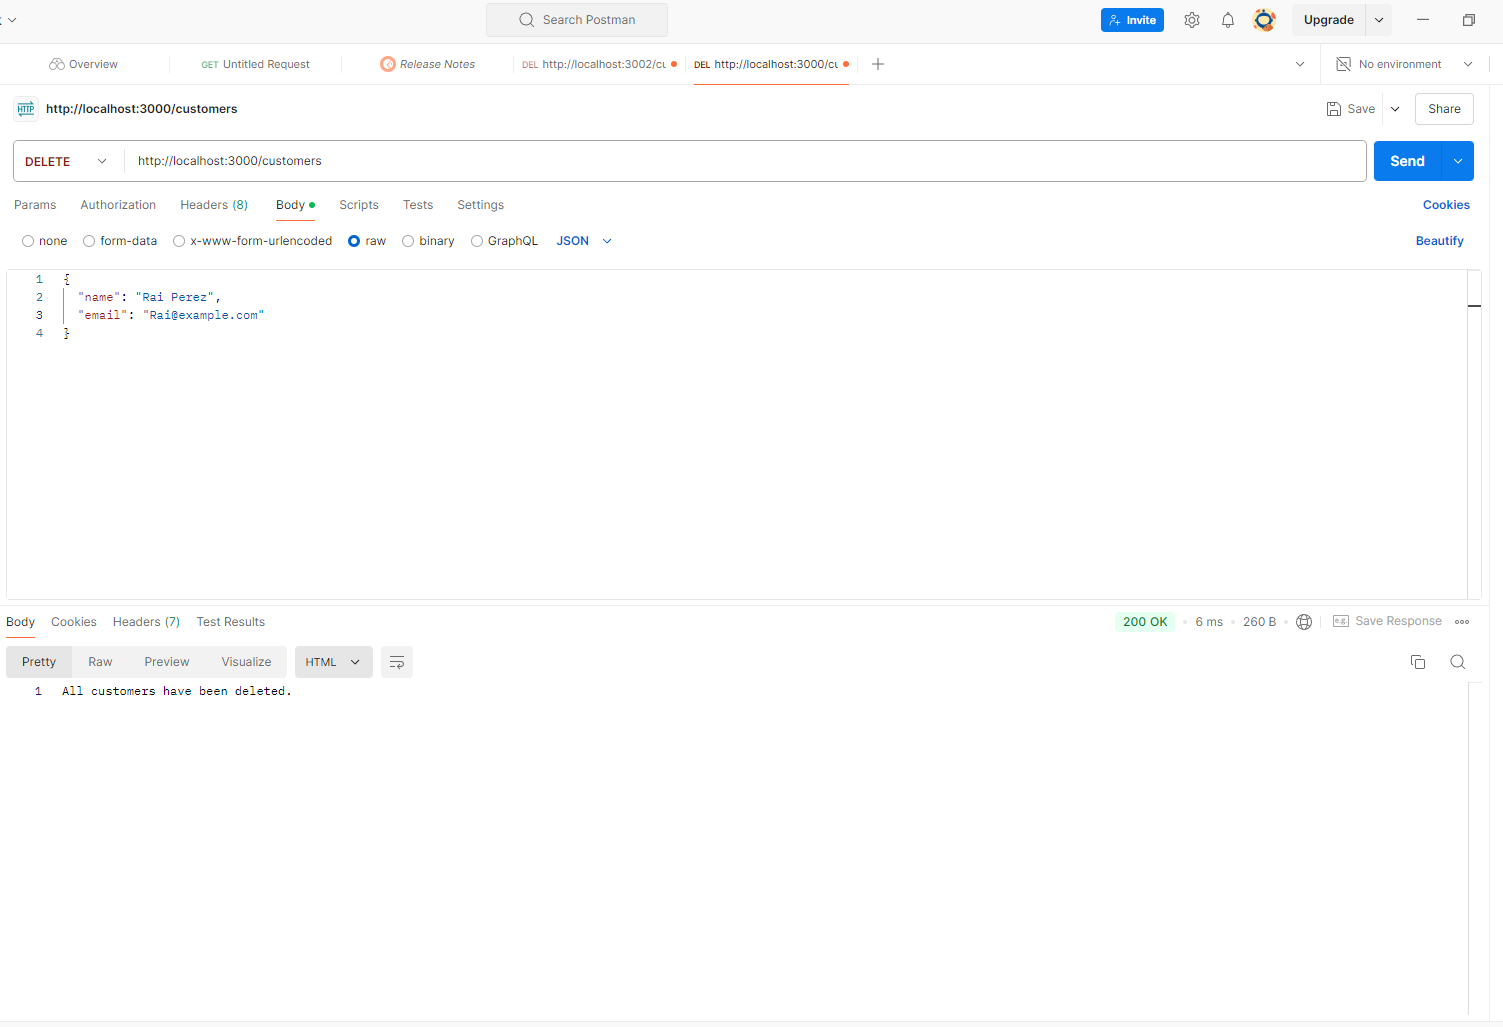 Search Postman
Invite
Upgrade
Overview
GET Untitled Request
Release Notes
DEL http://localhost:3002/cu
DEL http://localhost:3000/cu
No environment
HTTP http://localhost:3000/customers
Save
Share
DELETE
http://localhost:3000/customers
Send
Params
Authorization
Headers (8)
Body
Scripts
Tests
Settings
Cookies
none
form-data
x-www-form-urlencoded
raw
binary
GraphQL
JSON
Beautify
1 {
2 "name": "Rai Perez",
3 "email": "Rai@example.com"
4 }
Body
Cookies
Headers (7)
Test Results
200 OK
6 ms
260 B
e.g. Save Response
Pretty
Raw
Preview
Visualize
HTML
1 All customers have been deleted.